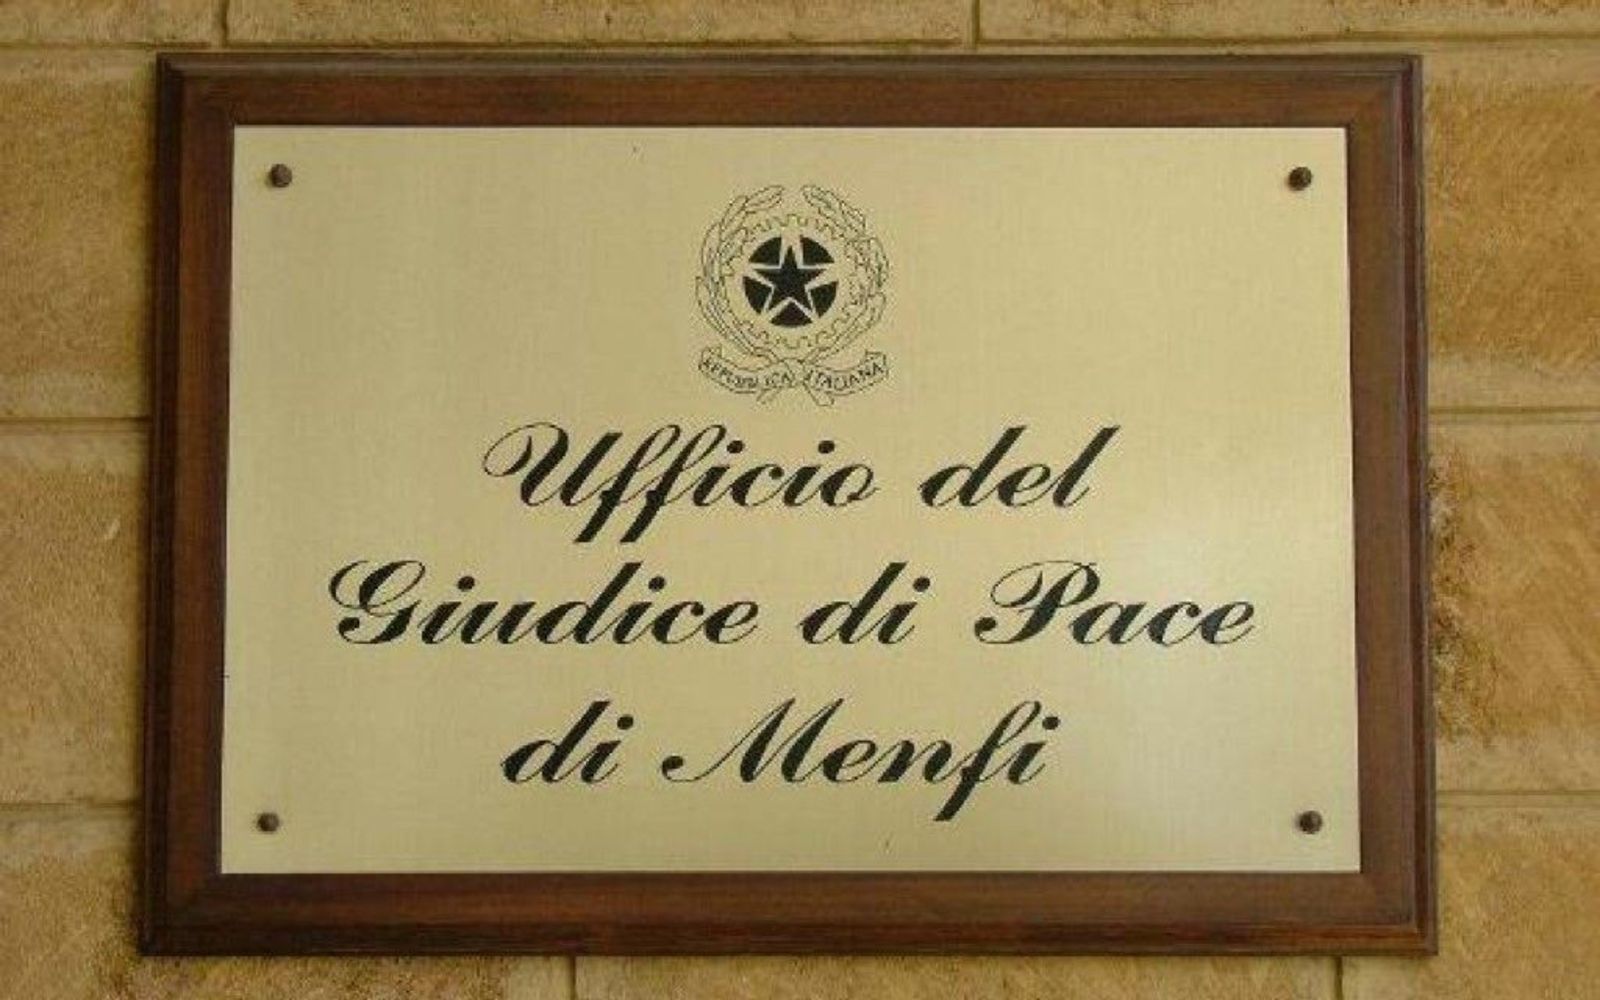 REPUBBLICA ITALIANA
Ufficio del
Giudice di Pace
di Menfi